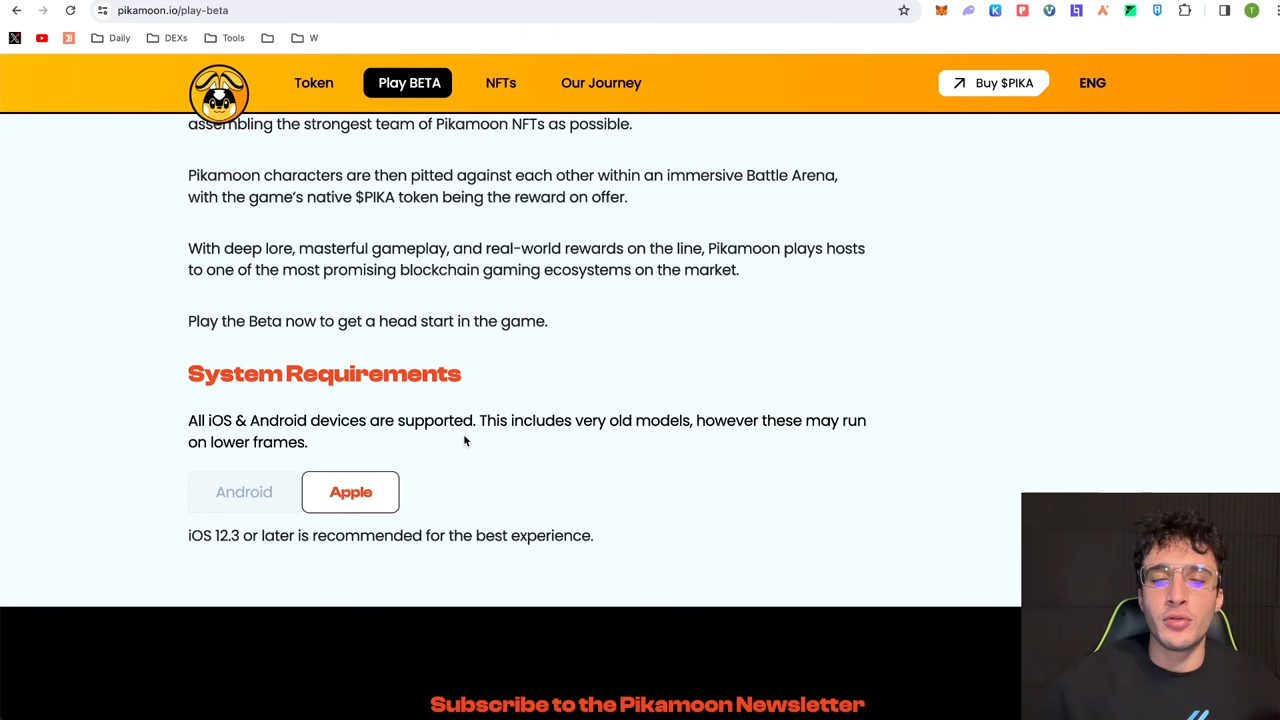 pikamoon.io/play-beta
Daily
DEXs
Tools
W
Token
Play BETA
NFTs
Our Journey
Buy $PIKA
ENG
assembling the strongest team of Pikamoon NFTs as possible.
Pikamoon characters are then pitted against each other within an immersive Battle Arena,
with the game’s native $PIKA token being the reward on offer.
With deep lore, masterful gameplay, and real-world rewards on the line, Pikamoon plays hosts
to one of the most promising blockchain gaming ecosystems on the market.
Play the Beta now to get a head start in the game.
System Requirements
All iOS & Android devices are supported. This includes very old models, however these may run
on lower frames.
Android
Apple
iOS 12.3 or later is recommended for the best experience.
Subscribe to the Pikamoon Newsletter